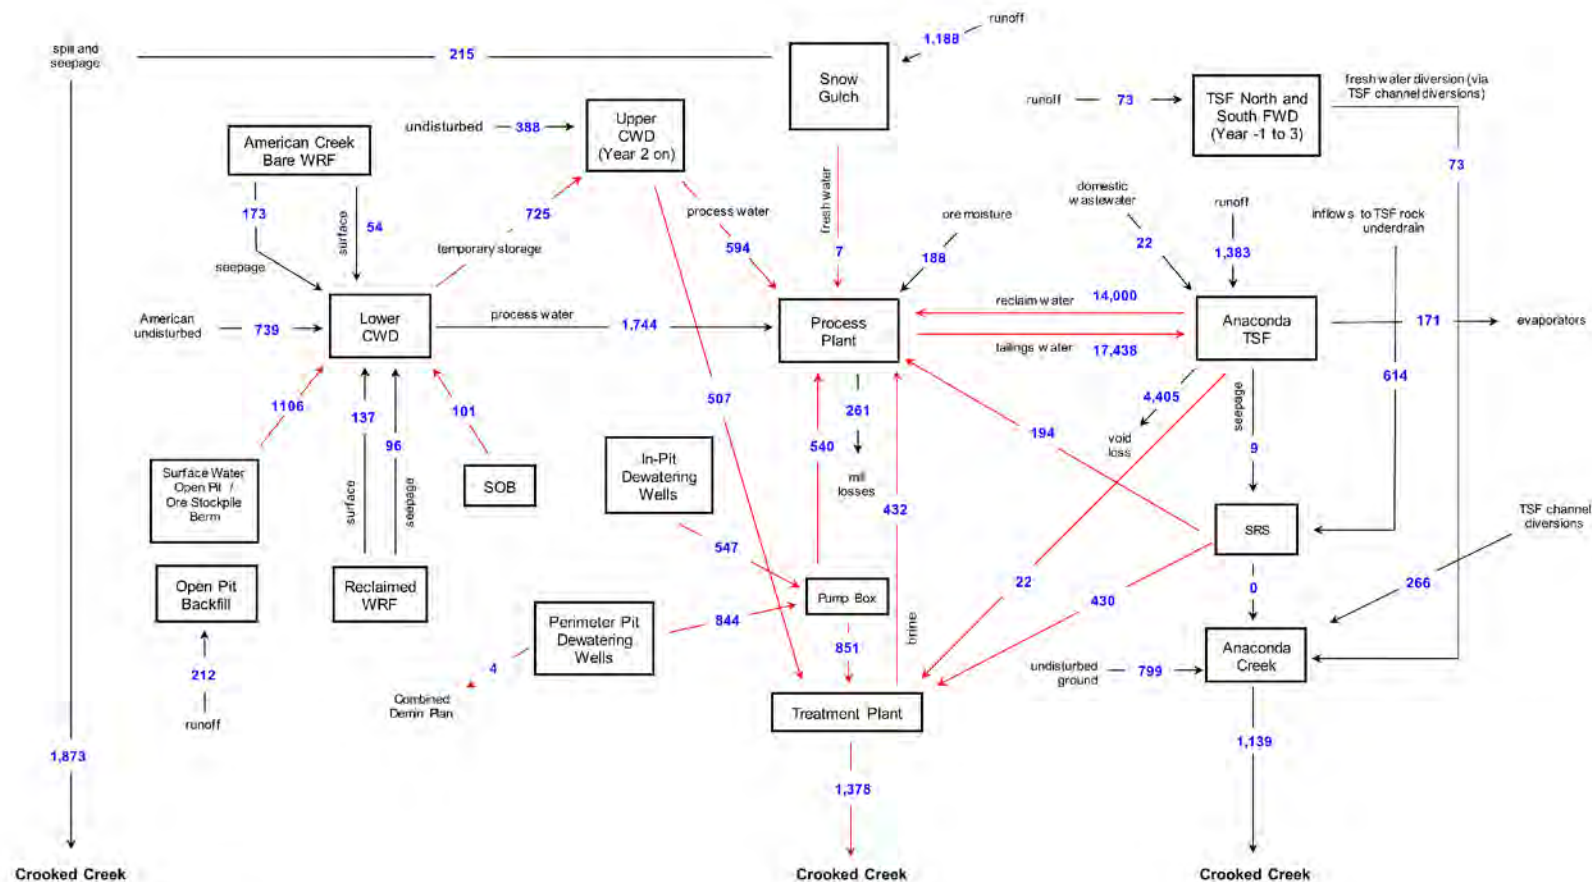 runoff
1,188
spill and
seepage
215
Snow
Gulch
fresh water diversion (via
TSF channel diversions)
runoff
73
TSF North and
South FWD
(Year -1 to 3)
undisturbed
388
Upper
CWD
(Year 2 on)
American Creek
Bare WRF
73
173
surface
54
725
process water
fresh water
ore moisture
domestic
wastewater
runoff
inflows to TSF rock
underdrain
temporary storage
594
7
188
22
1,383
seepage
American
undisturbed
739
Lower
CWD
process water
1,744
Process
Plant
reclaim water
14,000
tailings water
17,438
Anaconda
TSF
171
evaporators
1106
137
96
101
507
540
261
mill
losses
432
194
4,405
void
loss
seepage
9
614
Surface Water
Open Pit /
Ore Stockpile
Berm
surface
seepage
SOB
In-Pit
Dewatering
Wells
547
SRS
TSF channel
diversions
Open Pit
Backfill
Reclaimed
WRF
Pump Box
22
430
0
266
Perimeter Pit
Dewatering
Wells
844
brine
851
212
4
undisturbed
ground
799
Anaconda
Creek
runoff
Combined
Demin Plan
Treatment Plant
1,873
1,378
1,139
Crooked Creek
Crooked Creek
Crooked Creek